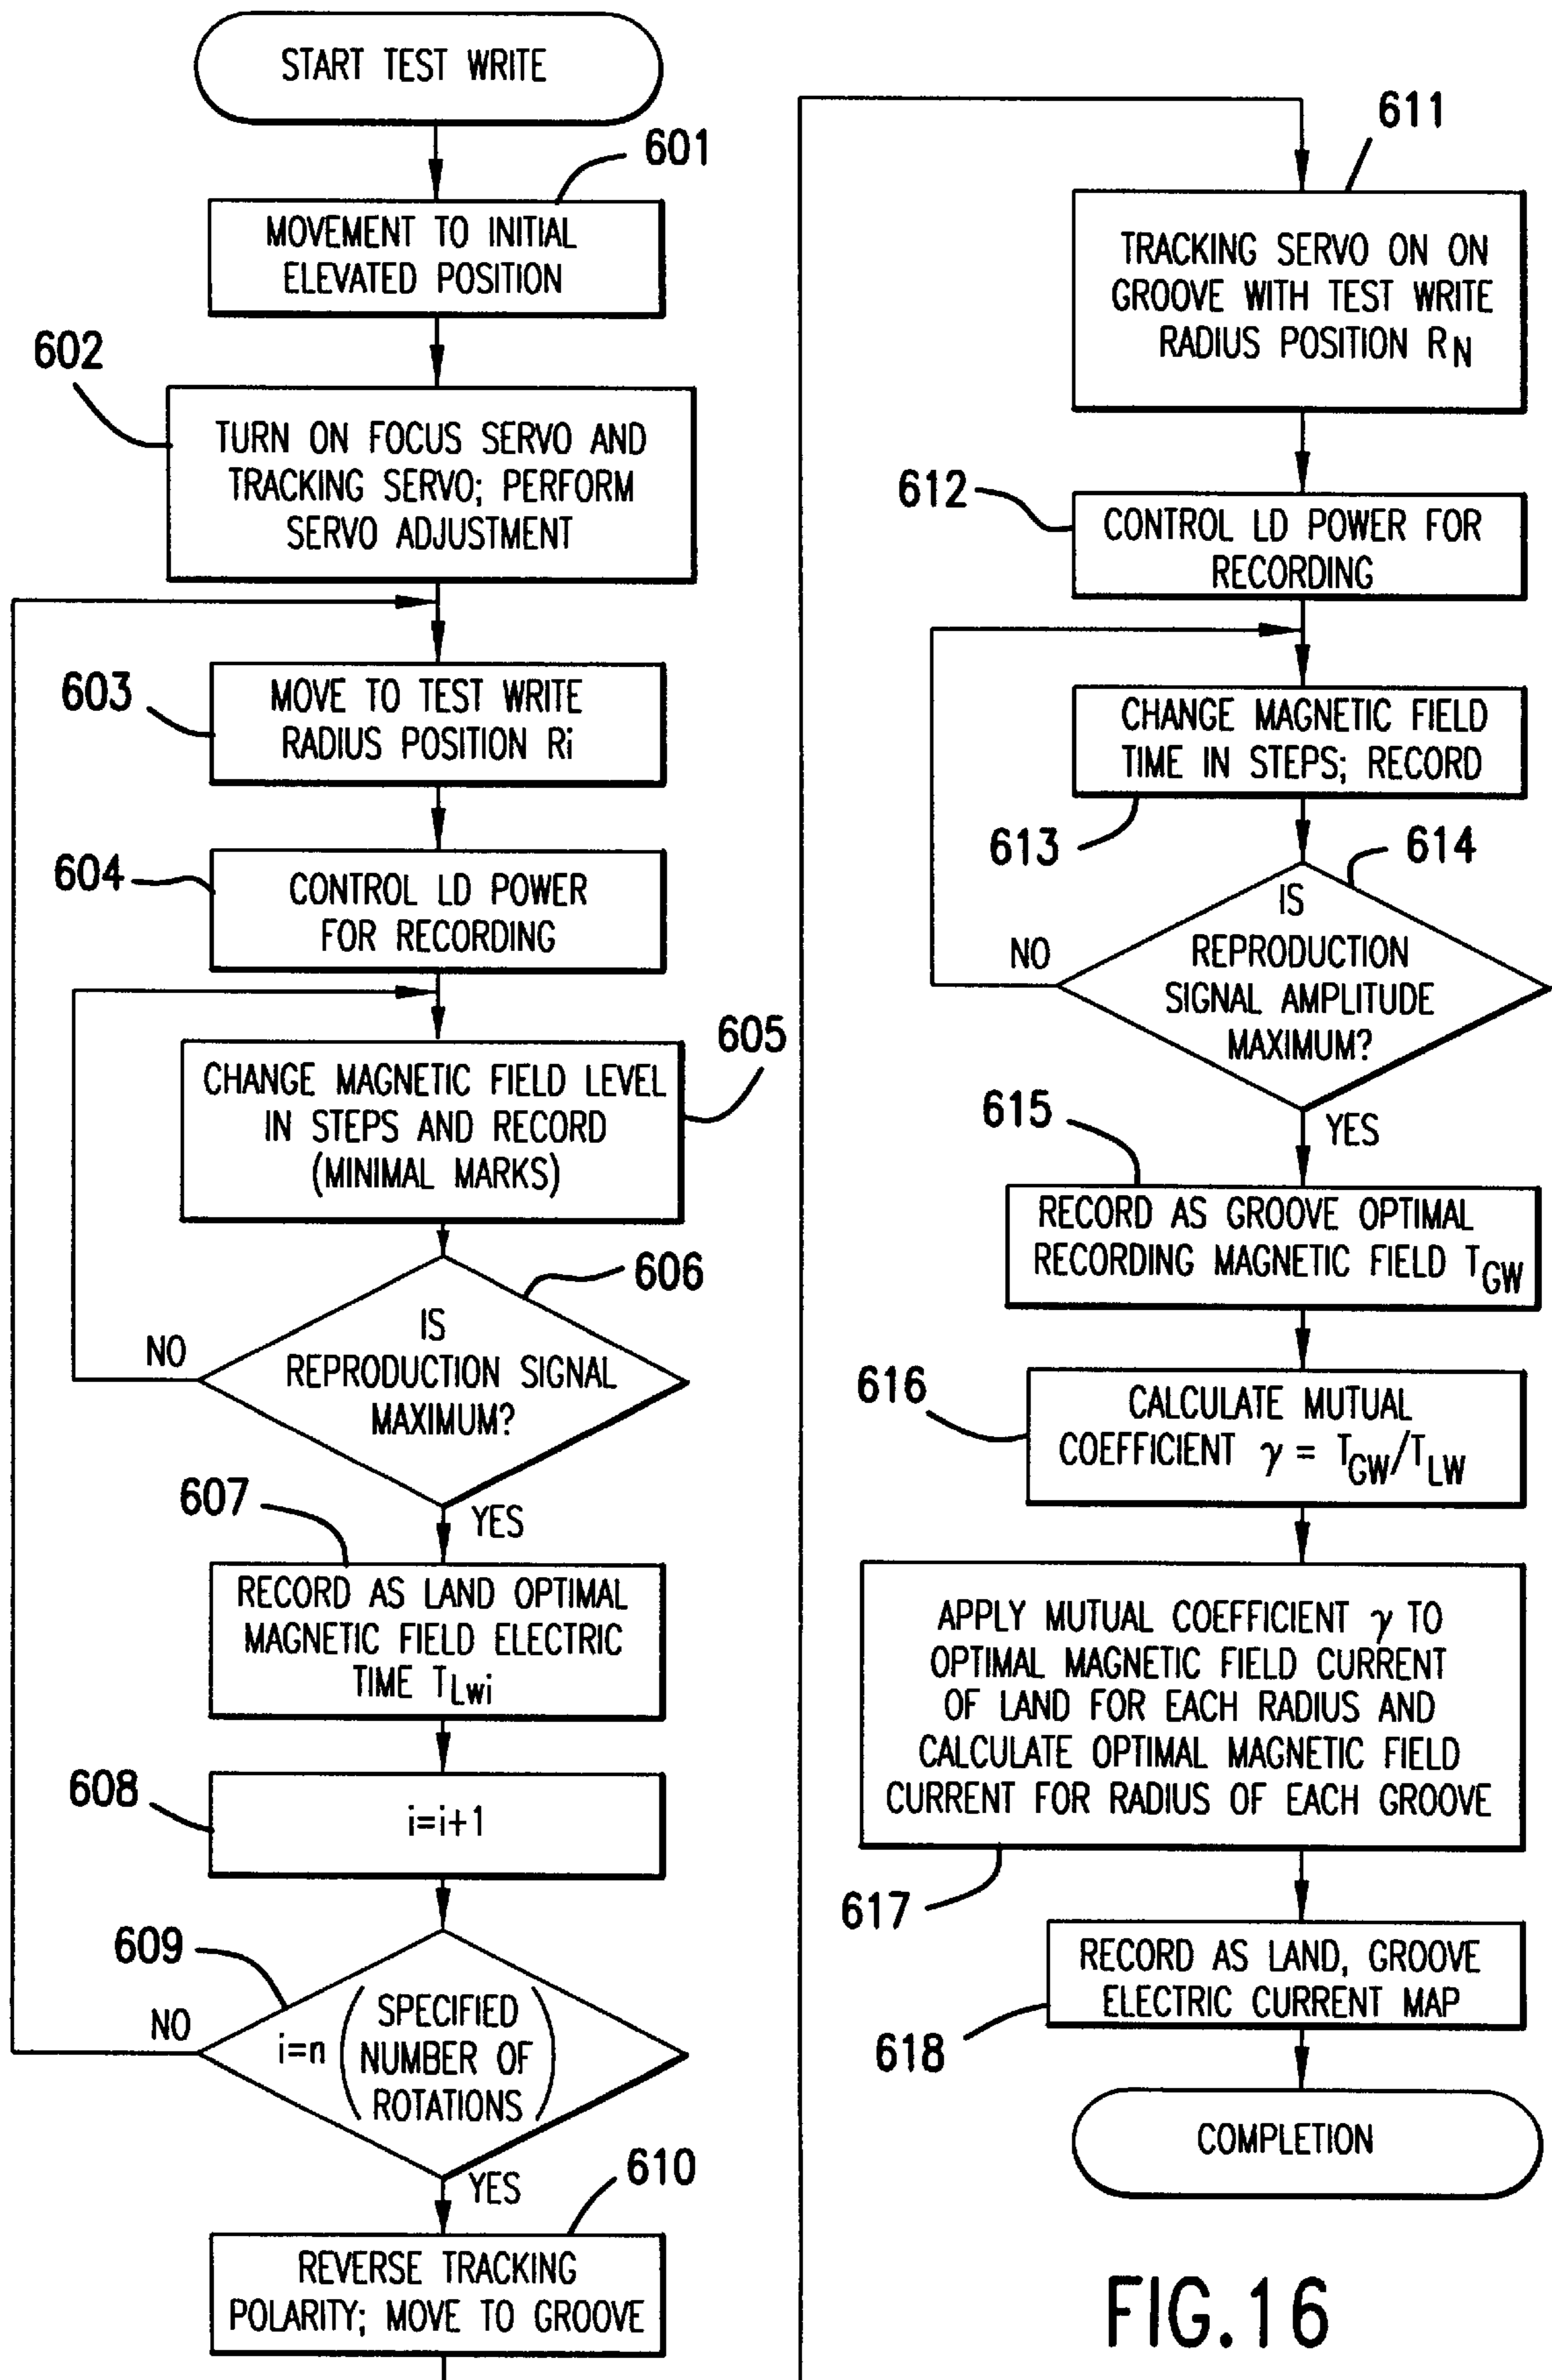 START TEST WRITE
601
MOVEMENT TO INITIAL
ELEVATED POSITION
602
TURN ON FOCUS SERVO AND
TRACKING SERVO; PERFORM
SERVO ADJUSTMENT
603
MOVE TO TEST WRITE
RADIUS POSITION Ri
604
CONTROL LD POWER
FOR RECORDING
605
CHANGE MAGNETIC FIELD LEVEL
IN STEPS AND RECORD
(MINIMAL MARKS)
606
IS
REPRODUCTION SIGNAL
MAXIMUM?
NO
YES
607
RECORD AS LAND OPTIMAL
MAGNETIC FIELD ELECTRIC
TIME TLwi
608
i=i+1
609
i=n (SPECIFIED
NUMBER OF
ROTATIONS)
NO
YES
610
REVERSE TRACKING
POLARITY; MOVE TO GROOVE
611
TRACKING SERVO ON ON
GROOVE WITH TEST WRITE
RADIUS POSITION RN
612
CONTROL LD POWER FOR
RECORDING
CHANGE MAGNETIC FIELD
TIME IN STEPS; RECORD
613
614
IS
REPRODUCTION
SIGNAL AMPLITUDE
MAXIMUM?
NO
YES
615
RECORD AS GROOVE OPTIMAL
RECORDING MAGNETIC FIELD TGW
616
CALCULATE MUTUAL
COEFFICIENT γ = TGW/TLW
APPLY MUTUAL COEFFICIENT γ TO
OPTIMAL MAGNETIC FIELD CURRENT
OF LAND FOR EACH RADIUS AND
CALCULATE OPTIMAL MAGNETIC FIELD
CURRENT FOR RADIUS OF EACH GROOVE
617
RECORD AS LAND, GROOVE
ELECTRIC CURRENT MAP
618
COMPLETION
FIG.16